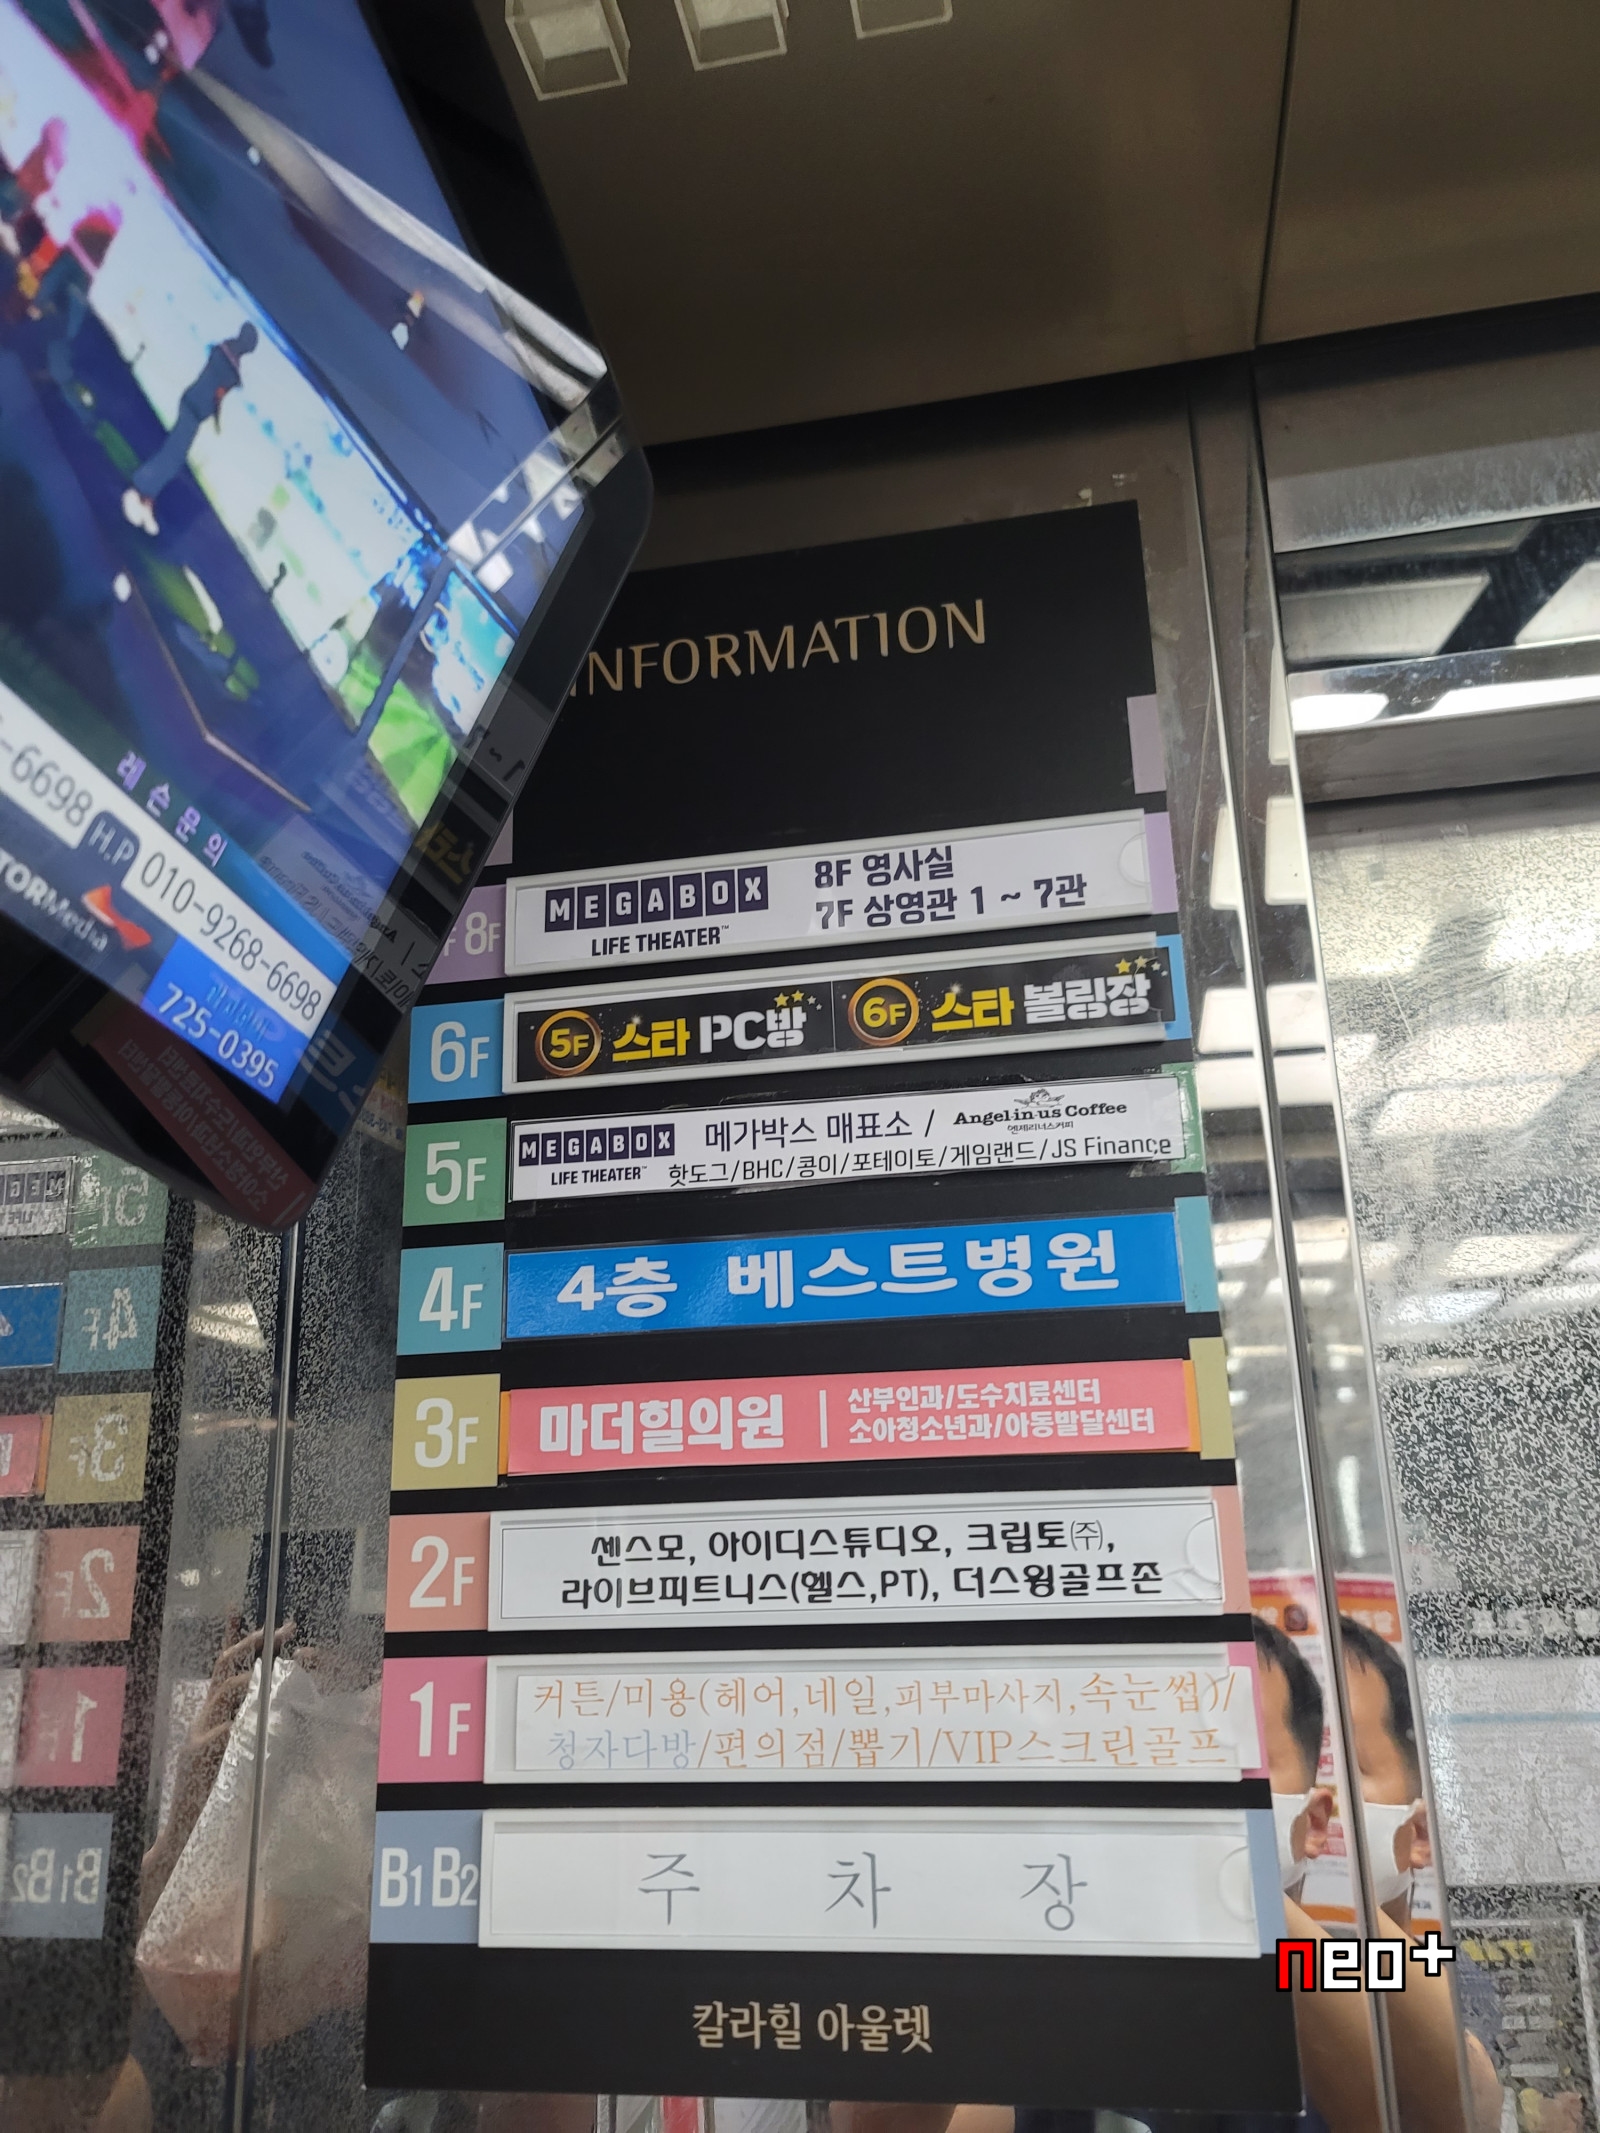 INFORMATION
8F
MEGABOX
LIFE THEATER™
8F 영사실
7F 상영관 1 ~ 7관
6F
5F 스타 PC방
6F 스타 볼링장
5F
MEGABOX
LIFE THEATER™
메가박스 매표소 /
Angel-in-us Coffee
엔제리너스커피
핫도그/BHC/콩이/포테이토/게임랜드/JS Finance
4F
4층 베스트병원
3F
마더힐의원
산부인과/도수치료센터
소아청소년과/아동발달센터
2F
센스모, 아이디스튜디오, 크립토㈜,
라이브피트니스(헬스,PT), 더스윙골프존
1F
커튼/미용(헤어,네일,피부마사지,속눈썹)/
청자다방/편의점/뽑기/VIP스크린골프
B1 B2
주 차 장
칼라힐 아울렛
레슨문의
-6698 H.P 010-9268-6698
TORMedia
광고문의
725-0395
neo+